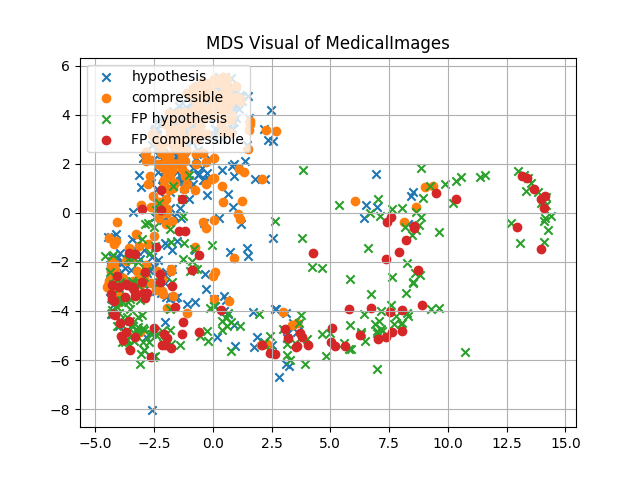 MDS Visual of MedicalImages
hypothesis
compressible
FP hypothesis
FP compressible
6
4
2
0
−2
−4
−6
−8
−5.0 −2.5 0.0 2.5 5.0 7.5 10.0 12.5 15.0